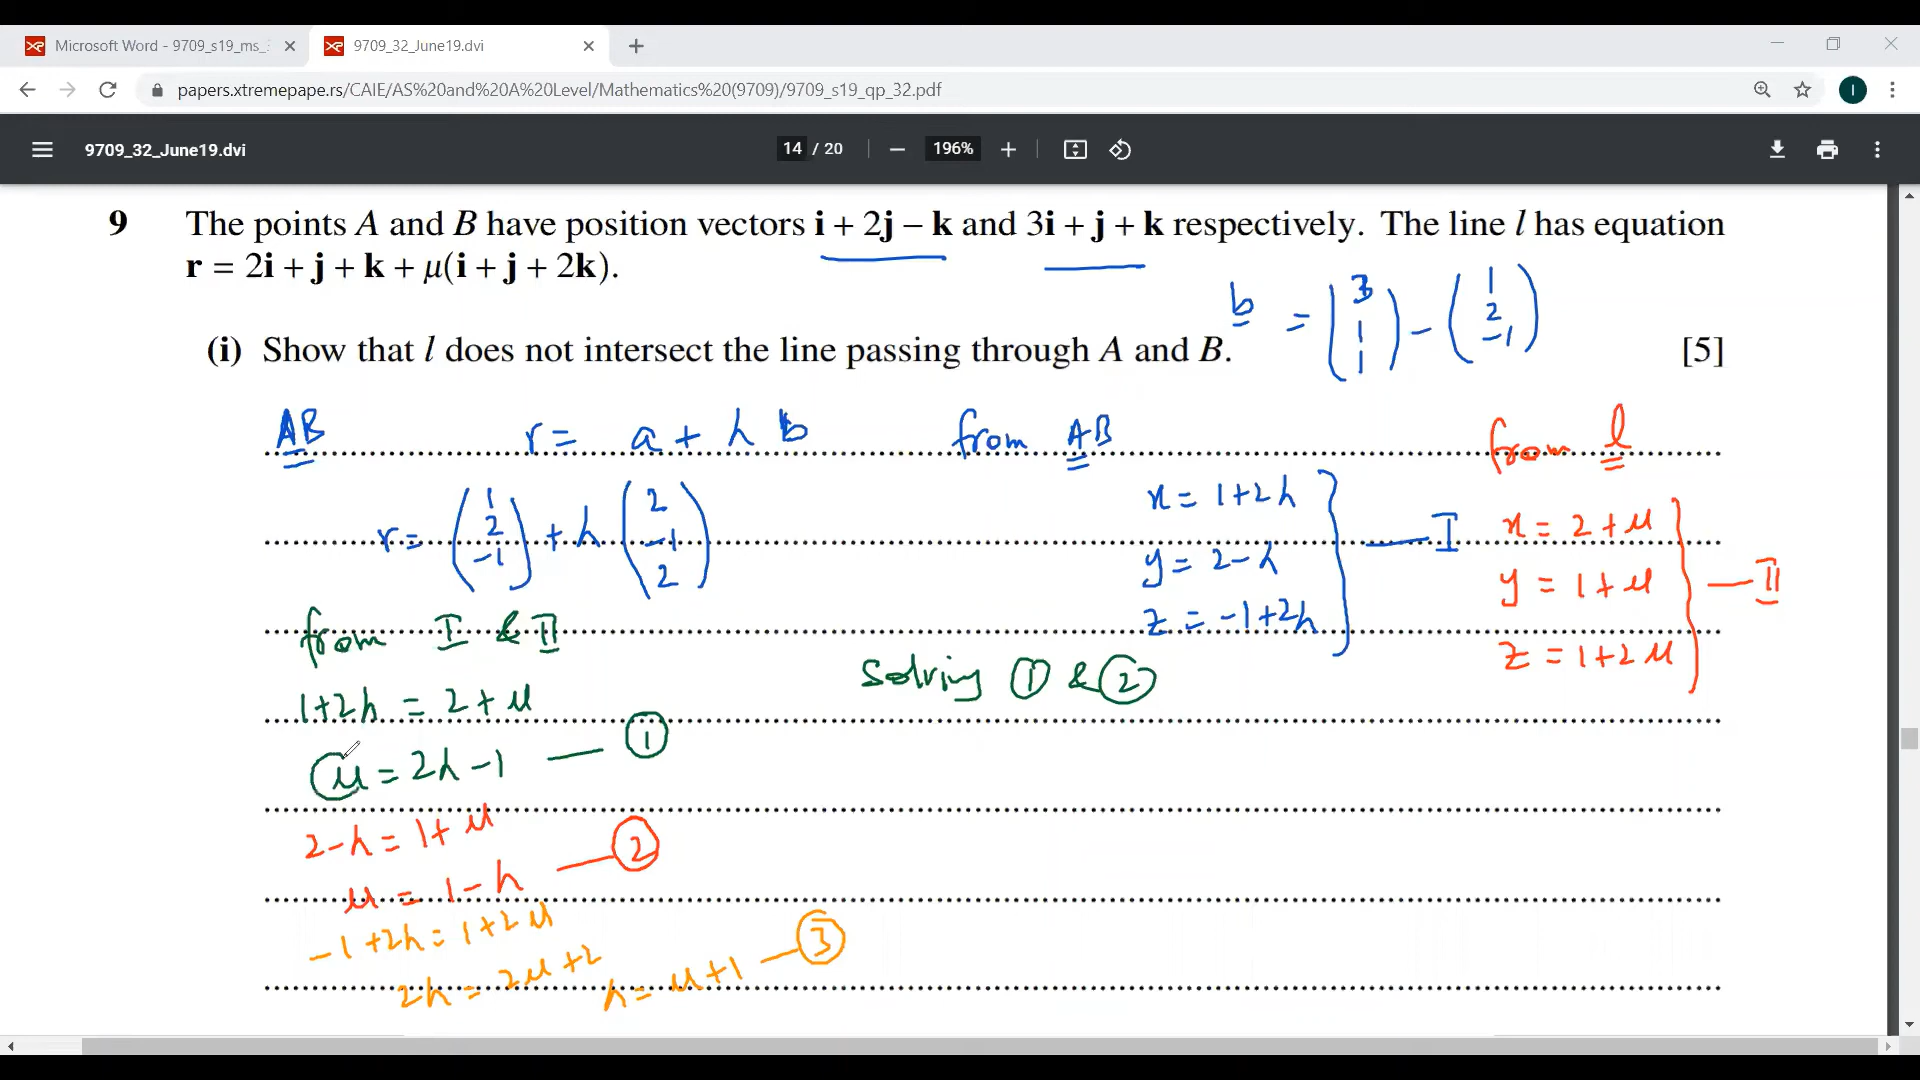 Microsoft Word - 9709_s19_ms_
9709_32_June19.dvi
papers.xtremepape.rs/CAIE/AS%20and%20A%20Level/Mathematics%20(9709)/9709_s19_qp_32.pdf
I
9709_32_June19.dvi
14 / 20
196%
9 The points A and B have position vectors i + 2j − k and 3i + j + k respectively. The line l has equation
r = 2i + j + k + μ(i + j + 2k).
b = (3 1 1) − (1 2 −1)
(i) Show that l does not intersect the line passing through A and B. [5]
AB r = a + λ b
r = (1 2 −1) + λ (2 −1 2)
from AB
x = 1+2λ
y = 2−λ
z = −1+2λ
— I
from l
x = 2+μ
y = 1+μ
z = 1+2μ
— II
from I & II
1+2λ = 2+μ
μ = 2λ−1 — ①
2−λ = 1+μ
μ = 1−λ — ②
−1+2λ = 1+2μ
2λ = 2μ+2 λ = μ+1 — ③
Solving ① & ②